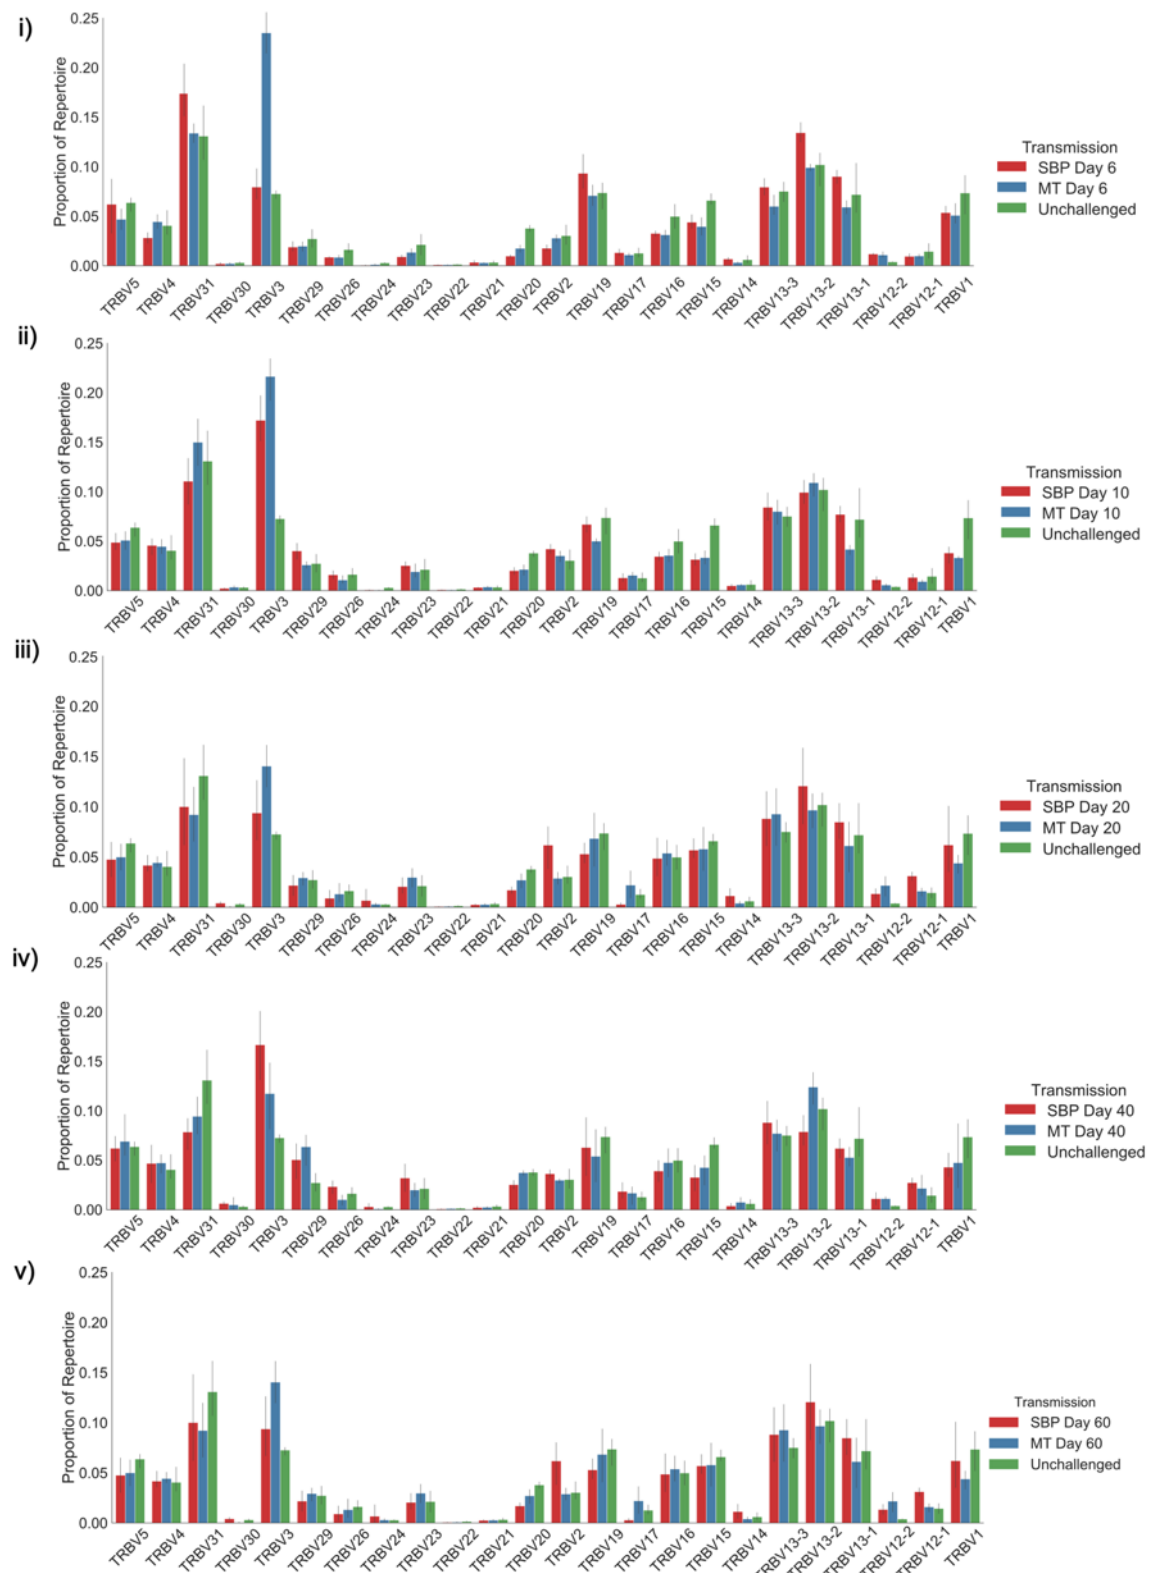 i)
Proportion of Repertoire
0.25
0.20
0.15
0.10
0.05
0.00
TRBV5 TRBV4 TRBV31 TRBV30 TRBV3 TRBV29 TRBV26 TRBV24 TRBV23 TRBV22 TRBV21 TRBV20 TRBV2 TRBV19 TRBV17 TRBV16 TRBV15 TRBV14 TRBV13-3 TRBV13-2 TRBV13-1 TRBV12-2 TRBV12-1 TRBV1
Transmission
SBP Day 6
MT Day 6
Unchallenged
ii)
Proportion of Repertoire
0.25
0.20
0.15
0.10
0.05
0.00
TRBV5 TRBV4 TRBV31 TRBV30 TRBV3 TRBV29 TRBV26 TRBV24 TRBV23 TRBV22 TRBV21 TRBV20 TRBV2 TRBV19 TRBV17 TRBV16 TRBV15 TRBV14 TRBV13-3 TRBV13-2 TRBV13-1 TRBV12-2 TRBV12-1 TRBV1
Transmission
SBP Day 10
MT Day 10
Unchallenged
iii)
Proportion of Repertoire
0.25
0.20
0.15
0.10
0.05
0.00
TRBV5 TRBV4 TRBV31 TRBV30 TRBV3 TRBV29 TRBV26 TRBV24 TRBV23 TRBV22 TRBV21 TRBV20 TRBV2 TRBV19 TRBV17 TRBV16 TRBV15 TRBV14 TRBV13-3 TRBV13-2 TRBV13-1 TRBV12-2 TRBV12-1 TRBV1
Transmission
SBP Day 20
MT Day 20
Unchallenged
iv)
Proportion of Repertoire
0.25
0.20
0.15
0.10
0.05
0.00
TRBV5 TRBV4 TRBV31 TRBV30 TRBV3 TRBV29 TRBV26 TRBV24 TRBV23 TRBV22 TRBV21 TRBV20 TRBV2 TRBV19 TRBV17 TRBV16 TRBV15 TRBV14 TRBV13-3 TRBV13-2 TRBV13-1 TRBV12-2 TRBV12-1 TRBV1
Transmission
SBP Day 40
MT Day 40
Unchallenged
v)
Proportion of Repertoire
0.25
0.20
0.15
0.10
0.05
0.00
TRBV5 TRBV4 TRBV31 TRBV30 TRBV3 TRBV29 TRBV26 TRBV24 TRBV23 TRBV22 TRBV21 TRBV20 TRBV2 TRBV19 TRBV17 TRBV16 TRBV15 TRBV14 TRBV13-3 TRBV13-2 TRBV13-1 TRBV12-2 TRBV12-1 TRBV1
Transmission
SBP Day 60
MT Day 60
Unchallenged